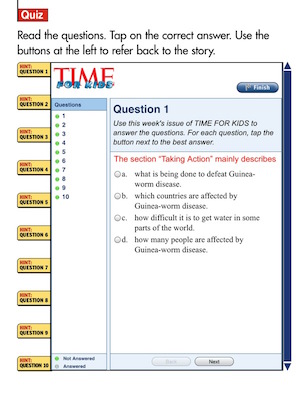 Quiz
Read the questions. Tap on the correct answer. Use the
buttons at the left to refer back to the story.
HINT:
QUESTION 1
HINT:
QUESTION 2
HINT:
QUESTION 3
HINT:
QUESTION 4
HINT:
QUESTION 5
HINT:
QUESTION 6
HINT:
QUESTION 7
HINT:
QUESTION 8
HINT:
QUESTION 9
HINT:
QUESTION 10
TIME
FOR KIDS
Finish
Questions
1
2
3
4
5
6
7
8
9
10
Not Answered
Answered
Question 1
Use this week's issue of TIME FOR KIDS to
answer the questions. For each question, tap the
button next to the best answer.
The section "Taking Action" mainly describes
a. what is being done to defeat Guinea-
worm disease.
b. which countries are affected by
Guinea-worm disease.
c. how difficult it is to get water in some
parts of the world.
d. how many people are affected by
Guinea-worm disease.
Back
Next